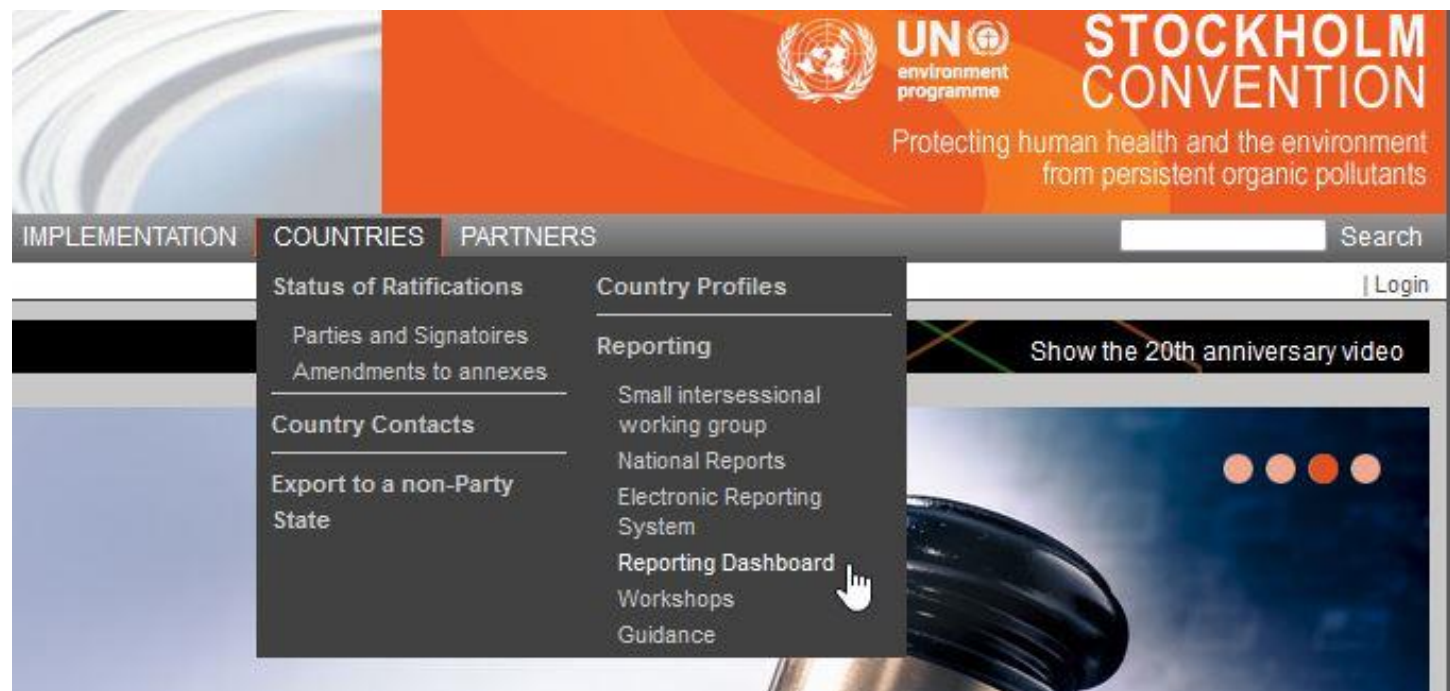 UN
environment
programme
STOCKHOLM
CONVENTION
Protecting human health and the environment
from persistent organic pollutants
IMPLEMENTATION
COUNTRIES
PARTNERS
Search
| Login
Show the 20th anniversary video
Status of Ratifications
Parties and Signatoires
Amendments to annexes
Country Contacts
Export to a non-Party
State
Country Profiles
Reporting
Small intersessional
working group
National Reports
Electronic Reporting
System
Reporting Dashboard
Workshops
Guidance